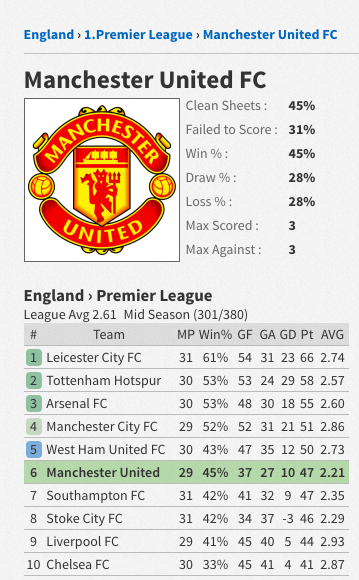 England › 1.Premier League › Manchester United FC
Manchester United FC
MANCHESTER
UNITED
Clean Sheets : 45%
Failed to Score : 31%
Win % : 45%
Draw % : 28%
Loss % : 28%
Max Scored : 3
Max Against : 3
England › Premier League
League Avg 2.61 Mid Season (301/380)
# Team MP Win% GF GA GD Pt AVG
1 Leicester City FC 31 61% 54 31 23 66 2.74
2 Tottenham Hotspur 30 53% 53 24 29 58 2.57
3 Arsenal FC 30 53% 48 30 18 55 2.60
4 Manchester City FC 29 52% 52 31 21 51 2.86
5 West Ham United FC 30 43% 47 35 12 50 2.73
6 Manchester United 29 45% 37 27 10 47 2.21
7 Southampton FC 31 42% 41 32 9 47 2.35
8 Stoke City FC 31 42% 34 37 -3 46 2.29
9 Liverpool FC 29 41% 45 40 5 44 2.93
10 Chelsea FC 30 33% 45 41 4 41 2.87